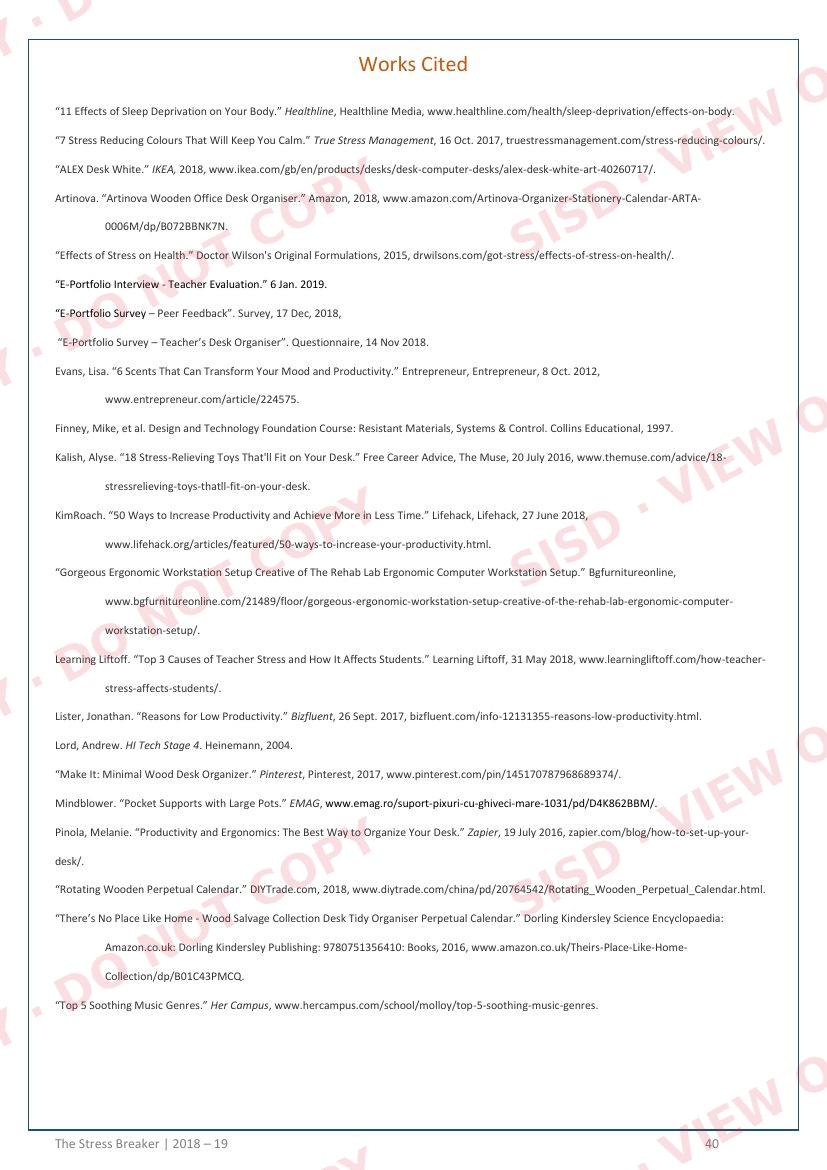 Works Cited
“11 Effects of Sleep Deprivation on Your Body.” Healthline, Healthline Media, www.healthline.com/health/sleep-deprivation/effects-on-body.
“7 Stress Reducing Colours That Will Keep You Calm.” True Stress Management, 16 Oct. 2017, truestressmanagement.com/stress-reducing-colours/.
“ALEX Desk White.” IKEA, 2018, www.ikea.com/gb/en/products/desks/desk-computer-desks/alex-desk-white-art-40260717/.
Artinova. “Artinova Wooden Office Desk Organiser.” Amazon, 2018, www.amazon.com/Artinova-Organizer-Stationery-Calendar-ARTA-
0006M/dp/B072BBNK7N.
“Effects of Stress on Health.” Doctor Wilson's Original Formulations, 2015, drwilsons.com/got-stress/effects-of-stress-on-health/.
“E-Portfolio Interview - Teacher Evaluation.” 6 Jan. 2019.
“E-Portfolio Survey – Peer Feedback”. Survey, 17 Dec, 2018,
“E-Portfolio Survey – Teacher’s Desk Organiser”. Questionnaire, 14 Nov 2018.
Evans, Lisa. “6 Scents That Can Transform Your Mood and Productivity.” Entrepreneur, Entrepreneur, 8 Oct. 2012,
www.entrepreneur.com/article/224575.
Finney, Mike, et al. Design and Technology Foundation Course: Resistant Materials, Systems & Control. Collins Educational, 1997.
Kalish, Alyse. “18 Stress-Relieving Toys That'll Fit on Your Desk.” Free Career Advice, The Muse, 20 July 2016, www.themuse.com/advice/18-
stressrelieving-toys-thatll-fit-on-your-desk.
KimRoach. “50 Ways to Increase Productivity and Achieve More in Less Time.” Lifehack, Lifehack, 27 June 2018,
www.lifehack.org/articles/featured/50-ways-to-increase-your-productivity.html.
“Gorgeous Ergonomic Workstation Setup Creative of The Rehab Lab Ergonomic Computer Workstation Setup.” Bgfurnitureonline,
www.bgfurnitureonline.com/21489/floor/gorgeous-ergonomic-workstation-setup-creative-of-the-rehab-lab-ergonomic-computer-
workstation-setup/.
Learning Liftoff. “Top 3 Causes of Teacher Stress and How It Affects Students.” Learning Liftoff, 31 May 2018, www.learningliftoff.com/how-teacher-
stress-affects-students/.
Lister, Jonathan. “Reasons for Low Productivity.” Bizfluent, 26 Sept. 2017, bizfluent.com/info-12131355-reasons-low-productivity.html.
Lord, Andrew. HI Tech Stage 4. Heinemann, 2004.
“Make It: Minimal Wood Desk Organizer.” Pinterest, Pinterest, 2017, www.pinterest.com/pin/145170787968689374/.
Mindblower. “Pocket Supports with Large Pots.” EMAG, www.emag.ro/suport-pixuri-cu-ghiveci-mare-1031/pd/D4K862BBM/.
Pinola, Melanie. “Productivity and Ergonomics: The Best Way to Organize Your Desk.” Zapier, 19 July 2016, zapier.com/blog/how-to-set-up-your-
desk/.
“Rotating Wooden Perpetual Calendar.” DIYTrade.com, 2018, www.diytrade.com/china/pd/20764542/Rotating_Wooden_Perpetual_Calendar.html.
“There’s No Place Like Home - Wood Salvage Collection Desk Tidy Organiser Perpetual Calendar.” Dorling Kindersley Science Encyclopaedia:
Amazon.co.uk: Dorling Kindersley Publishing: 9780751356410: Books, 2016, www.amazon.co.uk/Theirs-Place-Like-Home-
Collection/dp/B01C43PMCQ.
“Top 5 Soothing Music Genres.” Her Campus, www.hercampus.com/school/molloy/top-5-soothing-music-genres.
The Stress Breaker | 2018 – 19 40
SISD · VIEW O
Y · DO NOT COPY
SISD · VIEW O
Y · DO NOT COPY
SISD · VIEW O
Y · DO NOT COPY
VIEW O